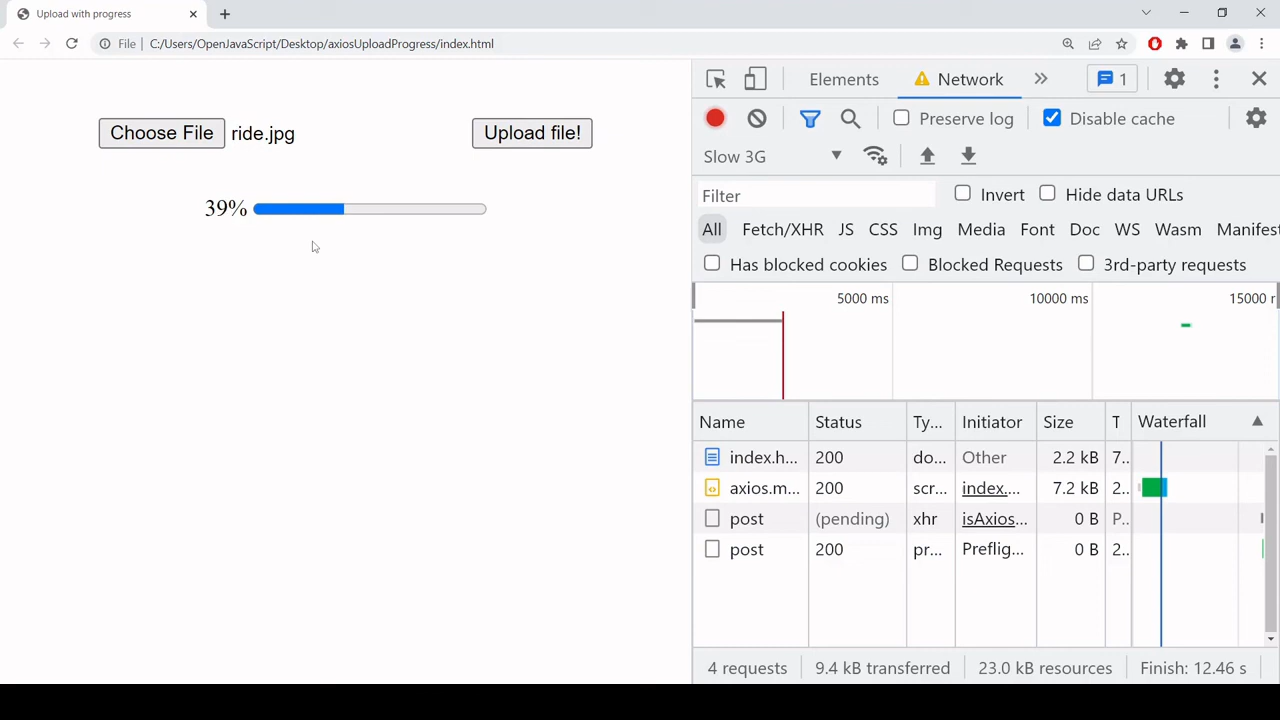 Upload with progress
File
C:/Users/OpenJavaScript/Desktop/axiosUploadProgress/index.html
Choose File ride.jpg
Upload file!
39%
Elements
Network
1
Preserve log
Disable cache
Slow 3G
Filter
Invert
Hide data URLs
All Fetch/XHR JS CSS Img Media Font Doc WS Wasm Manifest
Has blocked cookies
Blocked Requests
3rd-party requests
5000 ms 10000 ms 15000 r
Name Status Ty... Initiator Size T Waterfall
index.h... 200 do... Other 2.2 kB 7..
axios.m... 200 scr... index.... 7.2 kB 2..
post (pending) xhr isAxios... 0 B P..
post 200 pr... Preflig... 0 B 2..
4 requests 9.4 kB transferred 23.0 kB resources Finish: 12.46 s